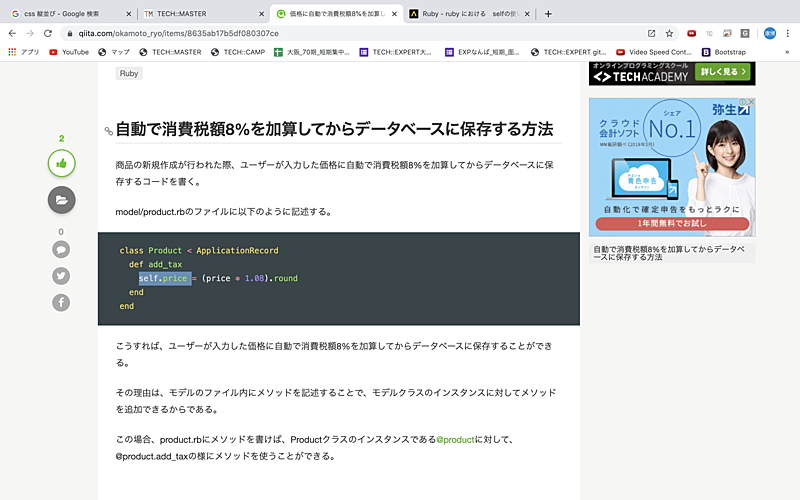 css 縦並び - Google 検索
TECH::MASTER
価格に自動で消費税額8%を加算し
Ruby - ruby における　selfの使い
qiita.com/okamoto_ryo/items/8635ab17b5df080307ce
アプリ
YouTube
マップ
TECH::MASTER
TECH::CAMP
大阪_70期_短期集中...
TECH::EXPERT大...
EXPなんば_短期_面...
TECH::EXPERT git...
Video Speed Cont...
Bootstrap
»
Ruby
自動で消費税額8%を加算してからデータベースに保存する方法
2
商品の新規作成が行われた際、ユーザーが入力した価格に自動で消費税額8%を加算してからデータベースに保
存するコードを書く。
model/product.rbのファイルに以下のように記述する。
0
class Product < ApplicationRecord
def add_tax
self.price = (price * 1.08).round
end
end
こうすれば、ユーザーが入力した価格に自動で消費税額8%を加算してからデータベースに保存することができ
る。
その理由は、モデルのファイル内にメソッドを記述することで、モデルクラスのインスタンスに対してメソッド
を追加できるからである。
この場合、product.rbにメソッドを書けば、Productクラスのインスタンスである@productに対して、
@product.add_taxの様にメソッドを使うことができる。
オンラインプログラミングスクール
TECHACADEMY
詳しく見る
クラウド
会計ソフト
シェア
No.1
弥生
青色申告
自動化で確定申告をもっとラクに
1年間無料でお試し
自動で消費税額8%を加算してからデータベ
ースに保存する方法